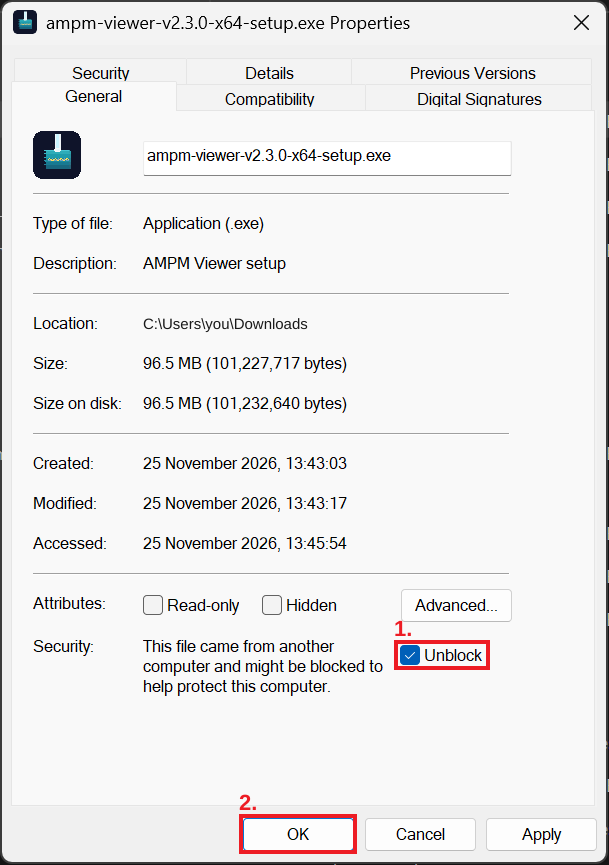 ampm-viewer-v2.3.0-x64-setup.exe Properties
Security Details Previous Versions
General Compatibility Digital Signatures
ampm-viewer-v2.3.0-x64-setup.exe
Type of file: Application (.exe)
Description: AMPM Viewer setup
Location: C:\Users\you\Downloads
Size: 96.5 MB (101,227,717 bytes)
Size on disk: 96.5 MB (101,232,640 bytes)
Created: 25 November 2026, 13:43:03
Modified: 25 November 2026, 13:43:17
Accessed: 25 November 2026, 13:45:54
Attributes: Read-only Hidden Advanced...
1.
Security: This file came from another
computer and might be blocked to
help protect this computer.
Unblock
2.
OK Cancel Apply